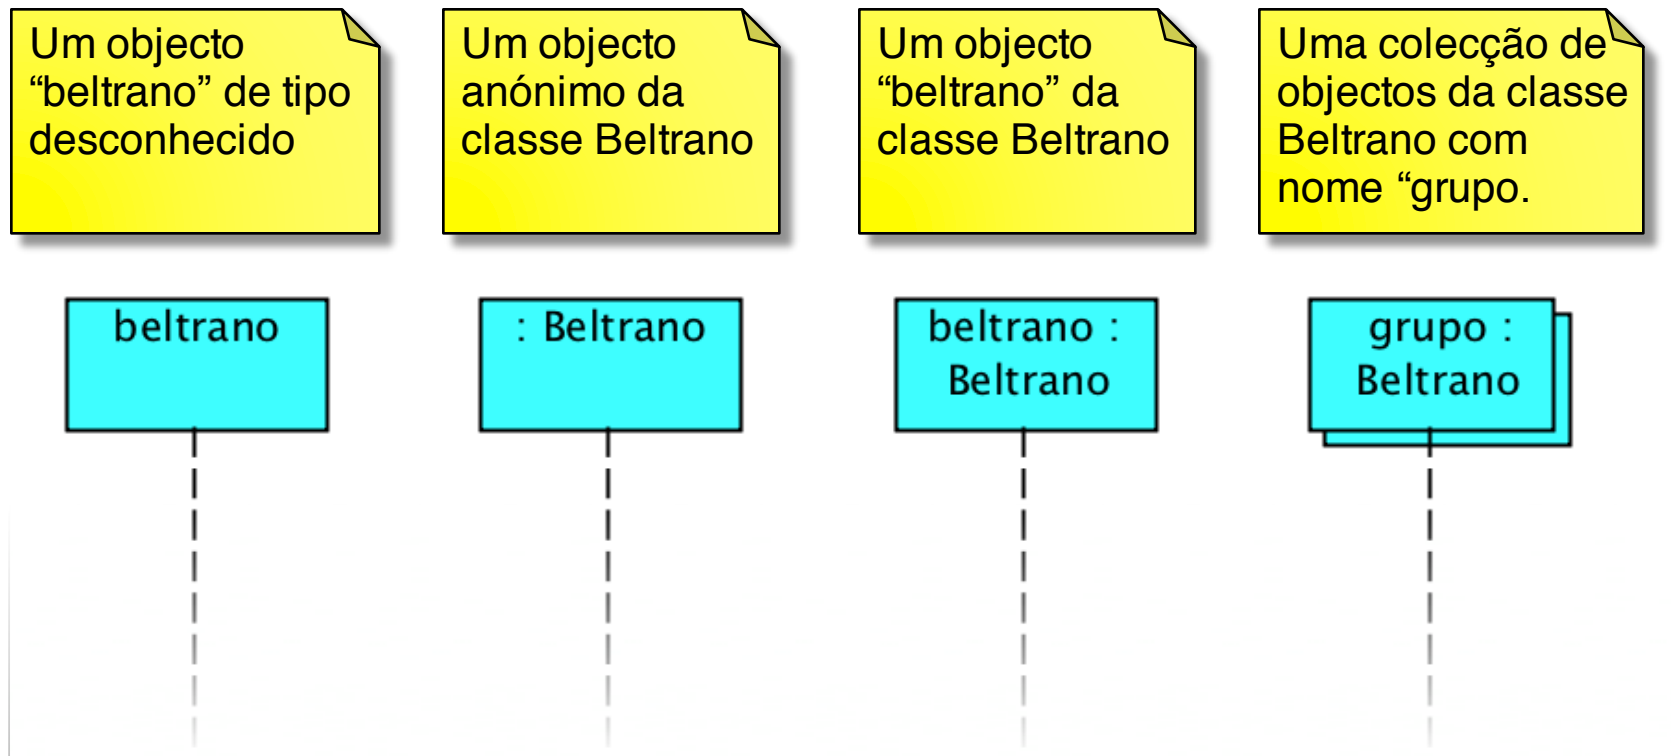 Um objecto
“beltrano” de tipo
desconhecido
Um objecto
anónimo da
classe Beltrano
Um objecto
“beltrano” da
classe Beltrano
Uma colecção de
objectos da classe
Beltrano com
nome “grupo.
beltrano
: Beltrano
beltrano :
Beltrano
grupo :
Beltrano